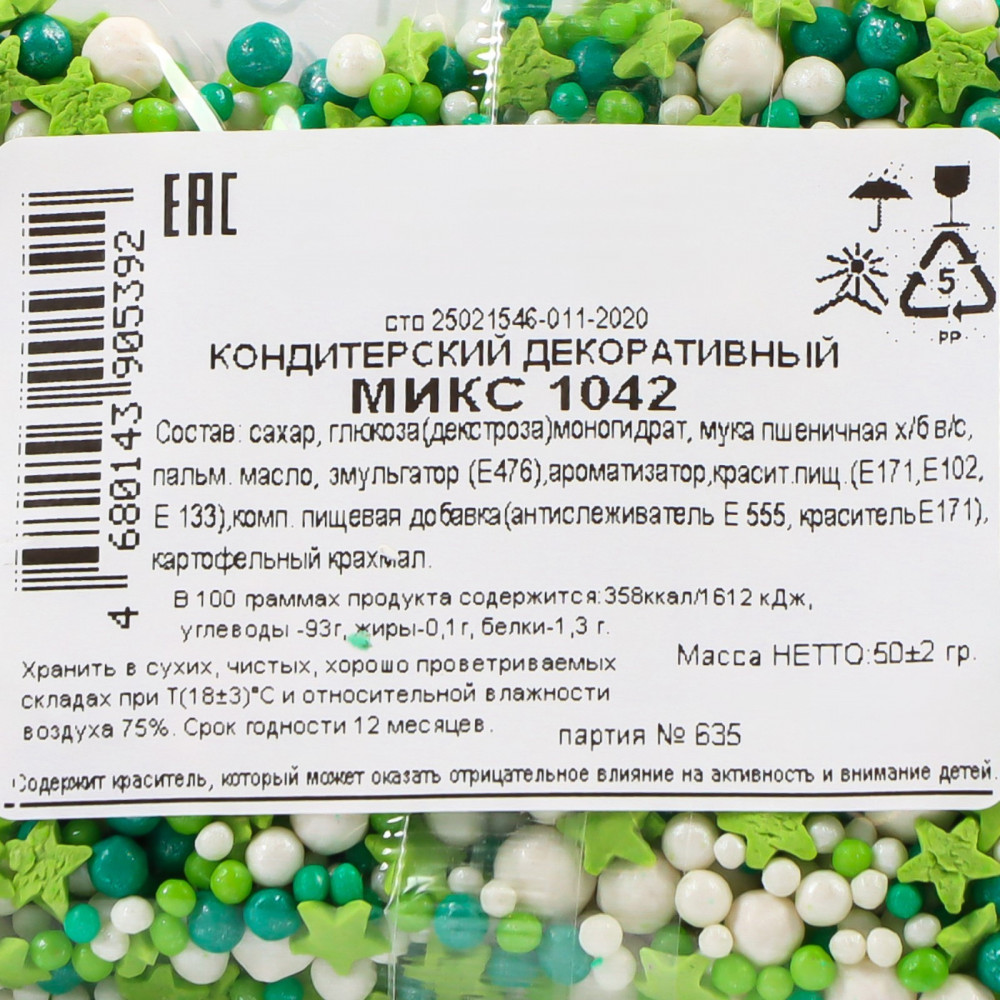 EAC
4 680143 905392
5
PP
сто 25021546-011-2020
КОНДИТЕРСКИЙ ДЕКОРАТИВНЫЙ
МИКС 1042
Состав: сахар, глюкоза(декстроза)моногидрат, мука пшеничная х/б в/с,
пальм. масло, эмульгатор (Е476),ароматизатор,красит.пищ.(Е171,Е102,
Е 133),комп. пищевая добавка(антислеживатель Е 555, красительЕ171),
картофельный крахмал.
В 100 граммах продукта содержится:358ккал/1612 кДж,
углеводы -93г, жиры-0,1г, белки-1,3 г.
Масса НЕТТО:50±2 гр.
Хранить в сухих, чистых, хорошо проветриваемых
складах при Т(18±3)°С и относительной влажности
воздуха 75%. Срок годности 12 месяцев.
партия № 635
Содержит краситель, который может оказать отрицательное влияние на активность и внимание детей.